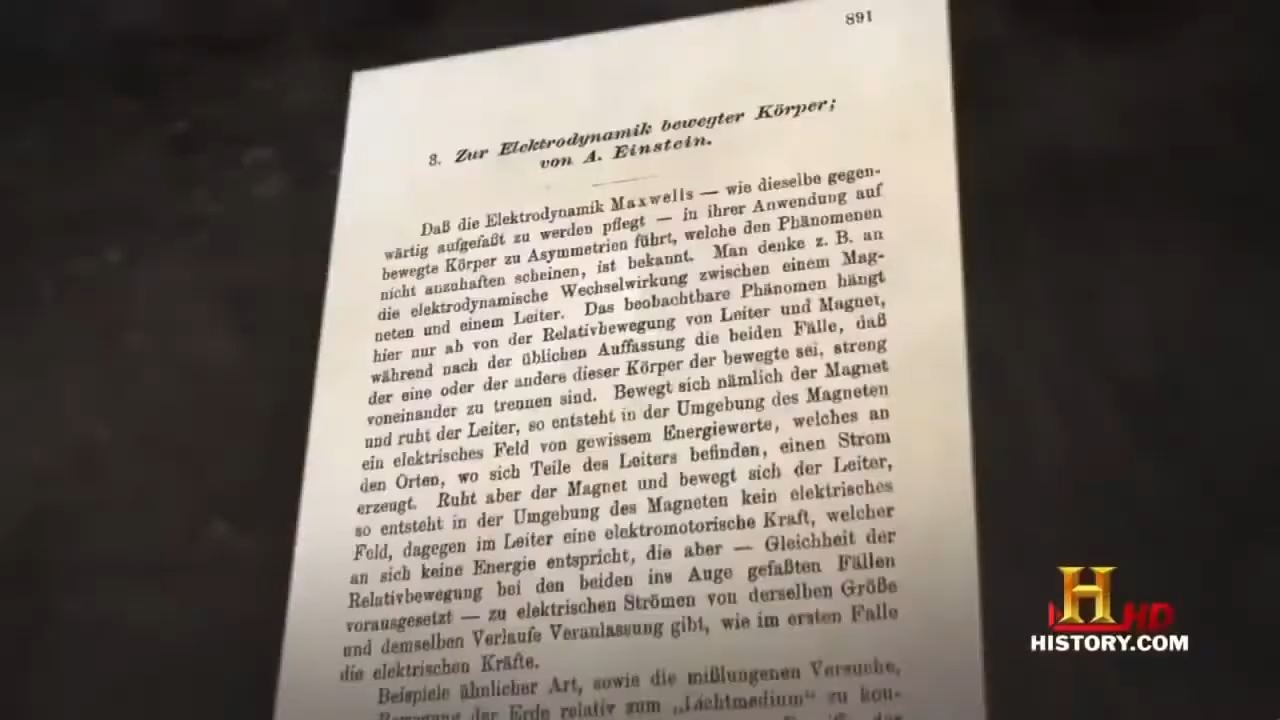 891
3. Zur Elektrodynamik bewegter Körper;
von A. Einstein.
Daß die Elektrodynamik Maxwells — wie dieselbe gegen-
wärtig aufgefaßt zu werden pflegt — in ihrer Anwendung auf
bewegte Körper zu Asymmetrien führt, welche den Phänomenen
nicht anzuhaften scheinen, ist bekannt. Man denke z. B. an
die elektrodynamische Wechselwirkung zwischen einem Mag-
neten und einem Leiter. Das beobachtbare Phänomen hängt
hier nur ab von der Relativbewegung von Leiter und Magnet,
während nach der üblichen Auffassung die beiden Fälle, daß
der eine oder der andere dieser Körper der bewegte sei, streng
voneinander zu trennen sind. Bewegt sich nämlich der Magnet
und ruht der Leiter, so entsteht in der Umgebung des Magneten
ein elektrisches Feld von gewissem Energiewerte, welches an
den Orten, wo sich Teile des Leiters befinden, einen Strom
erzeugt. Ruht aber der Magnet und bewegt sich der Leiter,
so entsteht in der Umgebung des Magneten kein elektrisches
Feld, dagegen im Leiter eine elektromotorische Kraft, welcher
an sich keine Energie entspricht, die aber — Gleichheit der
Relativbewegung bei den beiden ins Auge gefaßten Fällen
vorausgesetzt — zu elektrischen Strömen von derselben Größe
und demselben Verlaufe Veranlassung gibt, wie im ersten Falle
die elektrischen Kräfte.
Beispiele ähnlicher Art, sowie die mißlungenen Versuche,
Bewegung der Erde relativ zum „Lichtmedium“ zu kon-
H HD
HISTORY.COM